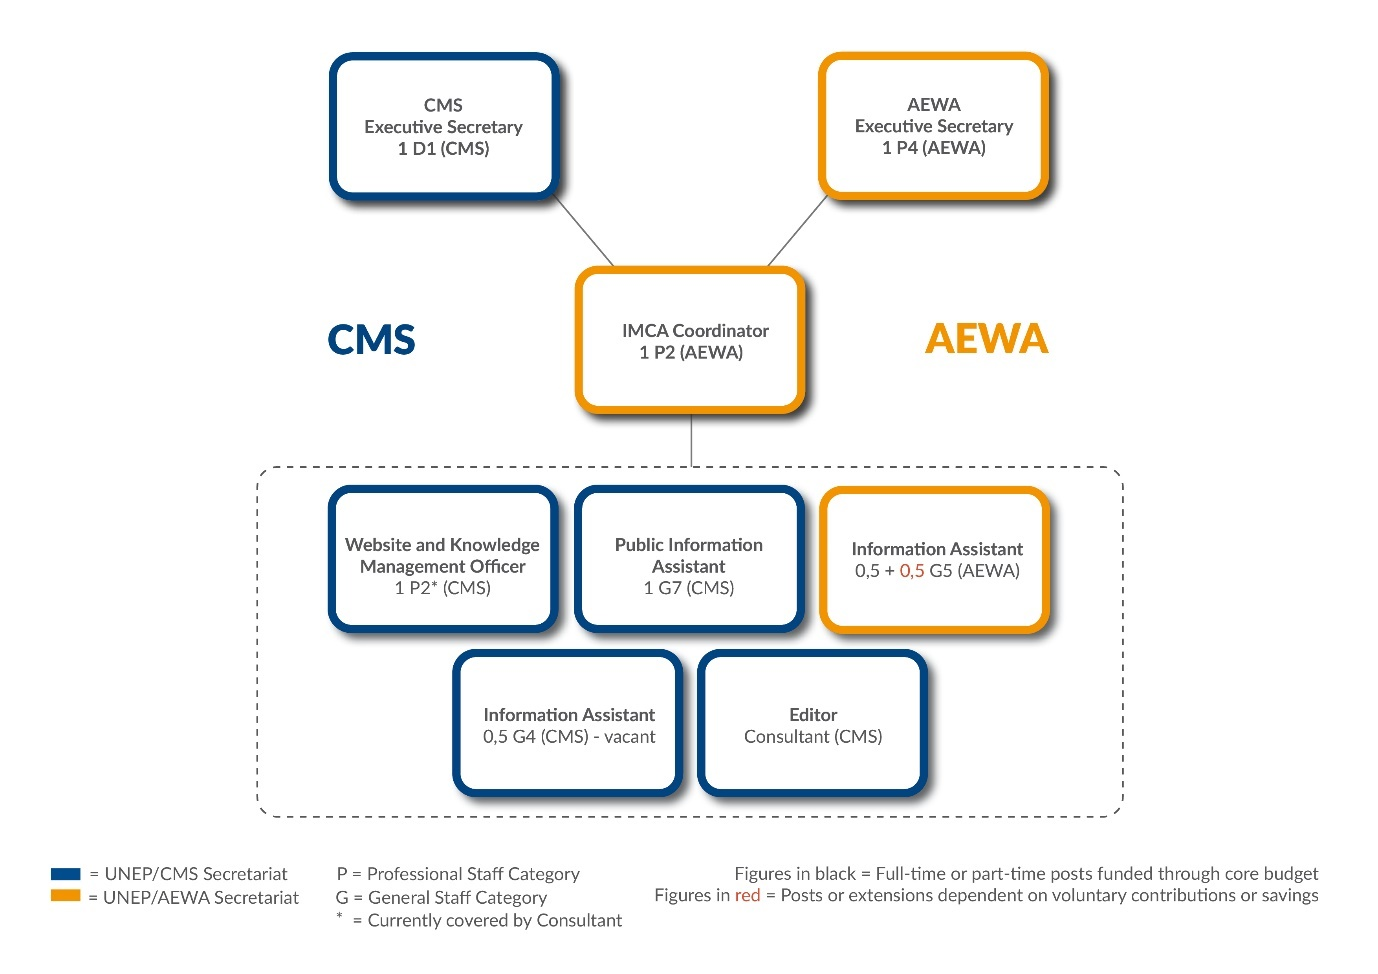 CMS
Executive Secretary
1 D1 (CMS)
AEWA
Executive Secretary
1 P4 (AEWA)
IMCA Coordinator
1 P2 (AEWA)
CMS
AEWA
Website and Knowledge
Management Officer
1 P2* (CMS)
Public Information
Assistant
1 G7 (CMS)
Information Assistant
0,5 + 0,5 G5 (AEWA)
Information Assistant
0,5 G4 (CMS) - vacant
Editor
Consultant (CMS)
= UNEP/CMS Secretariat
= UNEP/AEWA Secretariat
P = Professional Staff Category
G = General Staff Category
* = Currently covered by Consultant
Figures in black = Full-time or part-time posts funded through core budget
Figures in red = Posts or extensions dependent on voluntary contributions or savings